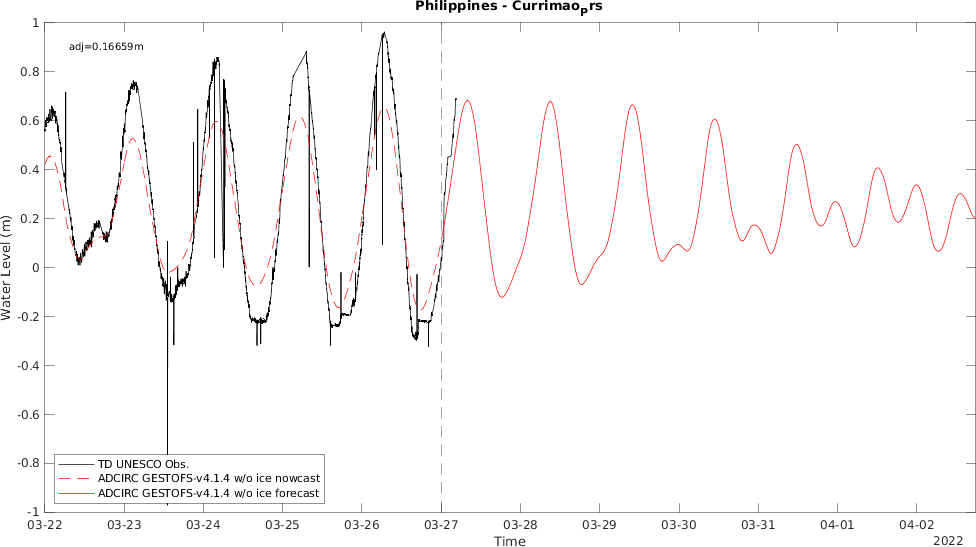 Philippines - Currimaoprs
adj=0.16659m
1
0.8
0.6
0.4
0.2
0
-0.2
-0.4
-0.6
-0.8
-1
Water Level (m)
TD UNESCO Obs.
ADCIRC GESTOFS-v4.1.4 w/o ice nowcast
ADCIRC GESTOFS-v4.1.4 w/o ice forecast
03-22 03-23 03-24 03-25 03-26 03-27 03-28 03-29 03-30 03-31 04-01 04-02
Time
2022